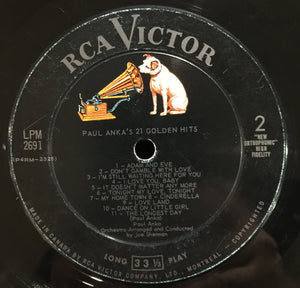 RCA VICTOR
PAUL ANKA'S 21 GOLDEN HITS
LPM
2691
2
"NEW
ORTHOPHONIC"
HIGH
FIDELITY
1 - ADAM AND EVE
2 - DON'T GAMBLE WITH LOVE
3 - I'M STILL WAITING HERE FOR YOU
4 - I LOVE YOU, BABY
5 - IT DOESN'T MATTER ANY MORE
6 - TONIGHT MY LOVE, TONIGHT
7 - MY HOME TOWN 8 - CINDERELLA
9 - LOVE LAND
10 - DANCE ON LITTLE GIRL
11 - THE LONGEST DAY
(Paul Anka)
Paul Anka
Orchestra Arranged and Conducted
by Joe Sherman
LONG 33⅓ PLAY
MADE IN CANADA BY RCA VICTOR COMPANY, LTD., MONTREAL - COPYRIGHTED